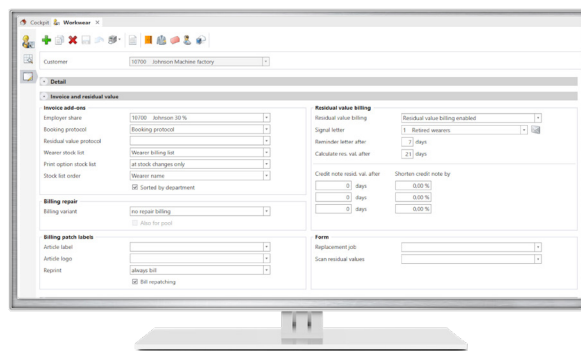 Cockpit Workwear ×
Customer 10700 Johnson Machine factory
Detail
Invoice and residual value
Invoice add-ons
Employer share 10700 Johnson 30 %
Booking protocol Booking protocol
Residual value protocol
Wearer stock list Wearer billing list
Print option stock list at stock changes only
Stock list order Wearer name
Sorted by department
Billing repair
Billing variant no repair billing
Also for pool
Billing patch labels
Article label
Article logo
Reprint always bill
Bill repatching
Residual value billing
Residual value billing Residual value billing enabled
Signal letter 1 Retired wearers
Reminder letter after 7 days
Calculate res. val. after 21 days
Credit note resid. val. after Shorten credit note by
0 days 0,00 %
0 days 0,00 %
0 days 0,00 %
Form
Replacement job
Scan residual values